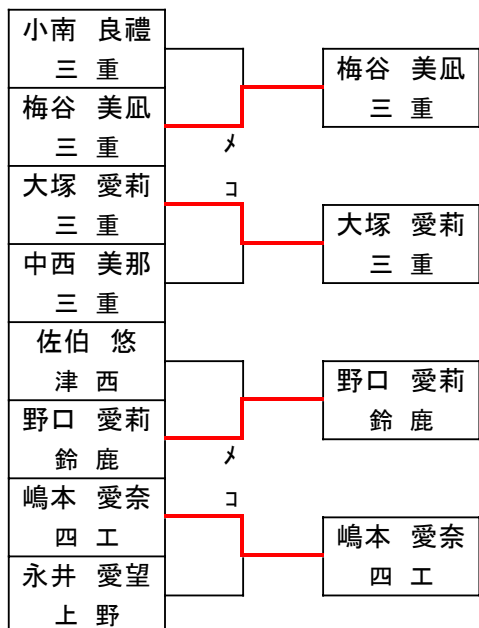 小南 良禮
三 重
梅谷 美凪
三 重
大塚 愛莉
三 重
中西 美那
三 重
佐伯 悠
津 西
野口 愛莉
鈴 鹿
嶋本 愛奈
四 工
永井 愛望
上 野
ﾒ
ｺ
ﾒ
ｺ
梅谷 美凪
三 重
大塚 愛莉
三 重
野口 愛莉
鈴 鹿
嶋本 愛奈
四 工